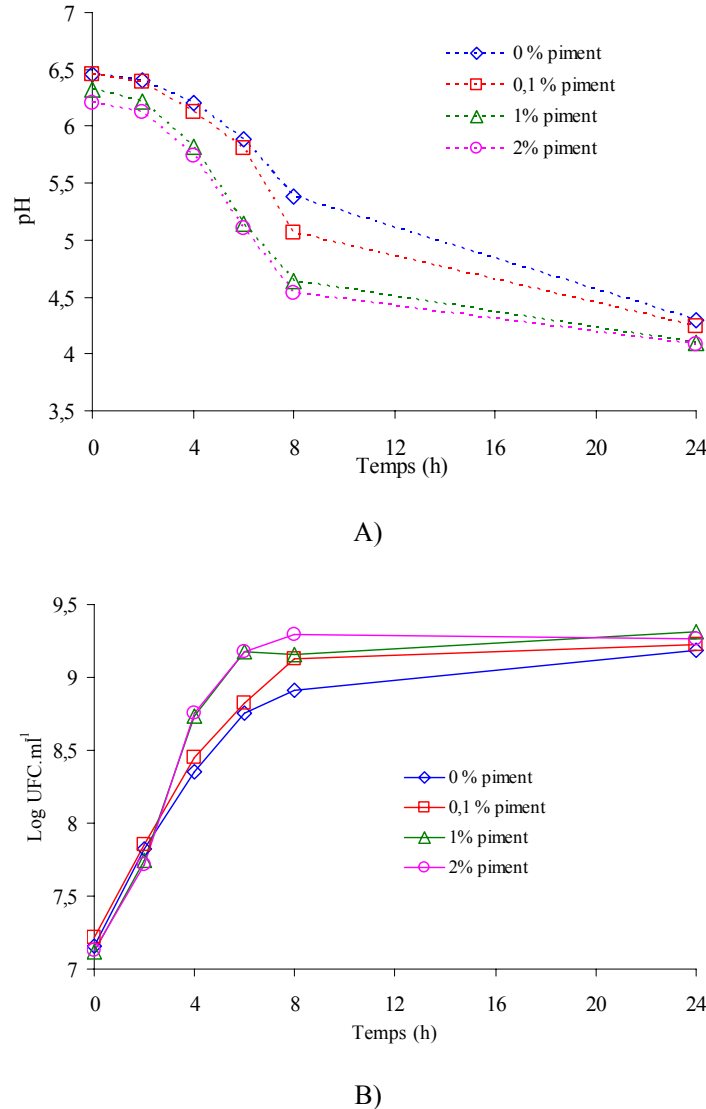 7
6,5
6
5,5
5
4,5
4
3,5
pH
0 % piment
0,1 % piment
1% piment
2% piment
0 4 8 12 16 20 24
Temps (h)
A)
9,5
9
8,5
8
7,5
7
Log UFC.ml¹
0 % piment
0,1 % piment
1% piment
2% piment
0 4 8 12 16 20 24
Temps (h)
B)